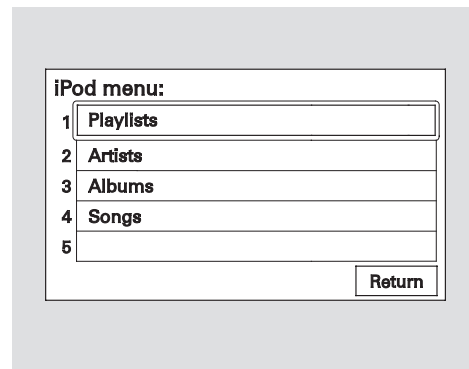 iPod menu:
1 Playlists
2 Artists
3 Albums
4 Songs
5
Return